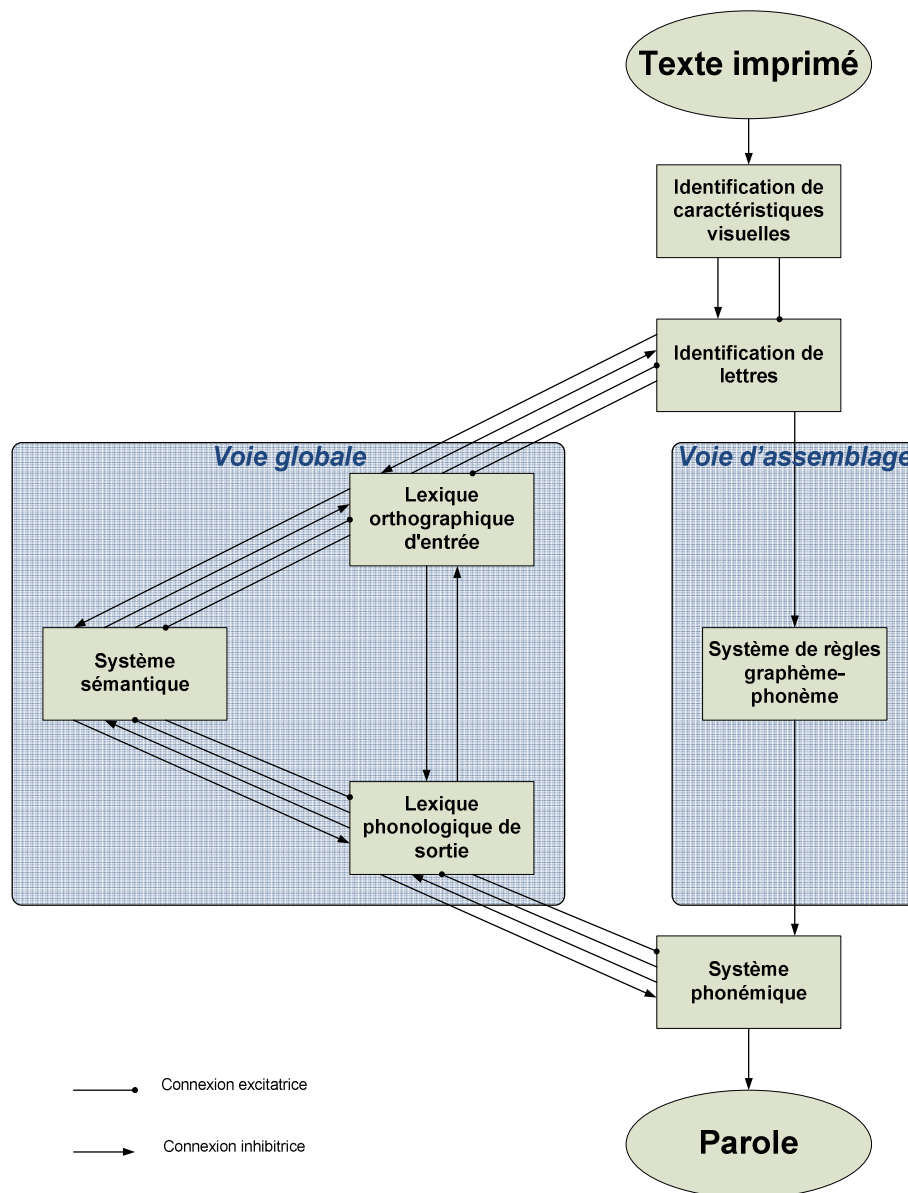 Texte imprimé
Identification de
caractéristiques
visuelles
Identification de
lettres
Voie globale
Voie d'assemblage
Lexique
orthographique
d'entrée
Système
sémantique
Système de règles
graphème-
phonème
Lexique
phonologique de
sortie
Système
phonémique
Connexion excitatrice
Connexion inhibitrice
Parole